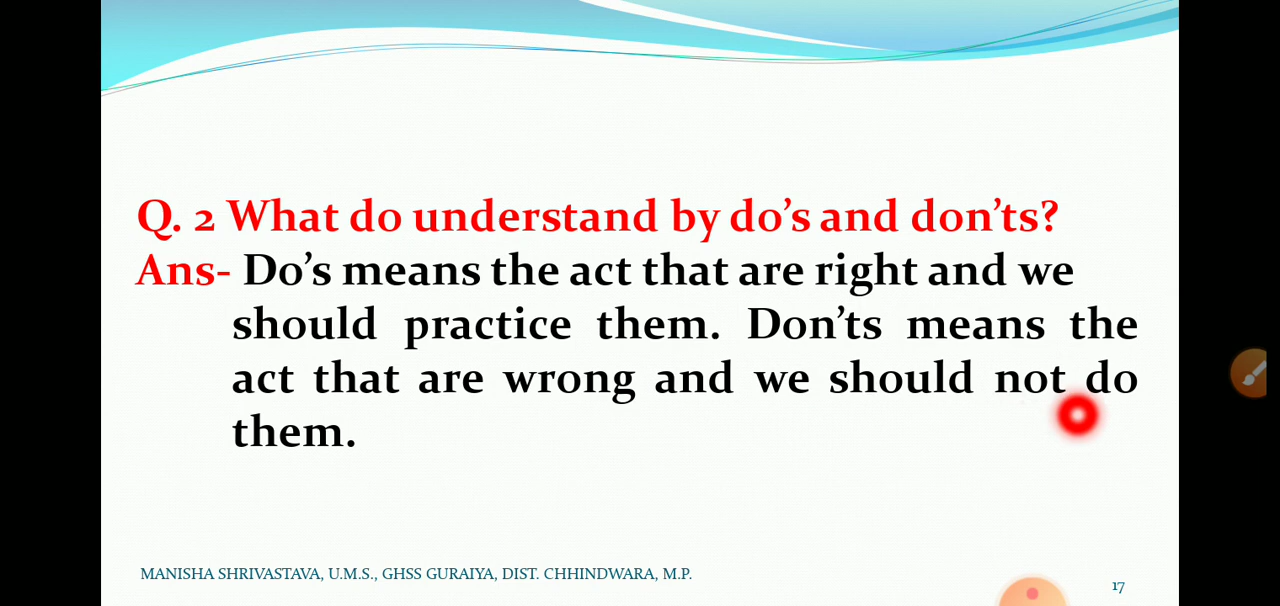 Q. 2 What do understand by do’s and don’ts?
Ans- Do’s means the act that are right and we
should practice them. Don’ts means the
act that are wrong and we should not do
them.
MANISHA SHRIVASTAVA, U.M.S., GHSS GURAIYA, DIST. CHHINDWARA, M.P.
17